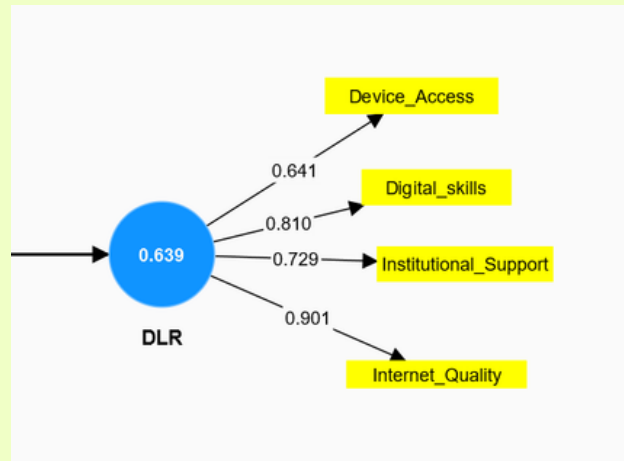 Device_Access
0.641
Digital_skills
0.810
0.639
0.729
Institutional_Support
0.901
DLR
Internet_Quality